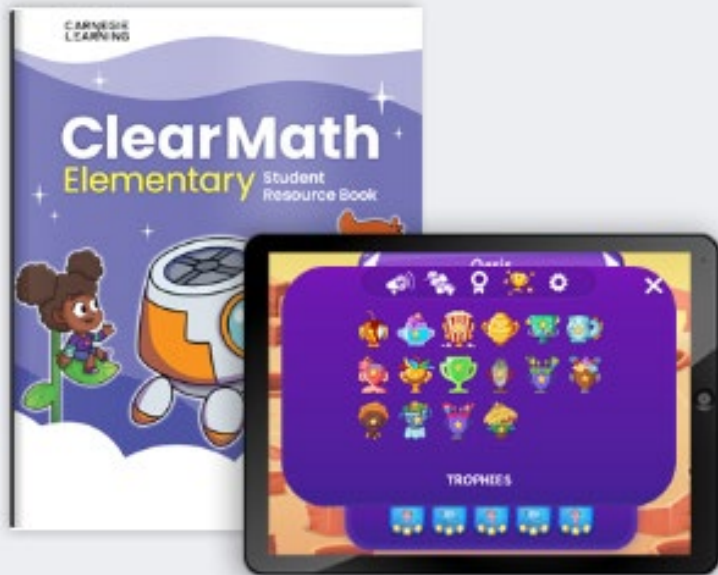 CARNEGIE
LEARNING
ClearMath
Elementary
Student
Resource Book
Oasis
TROPHIES